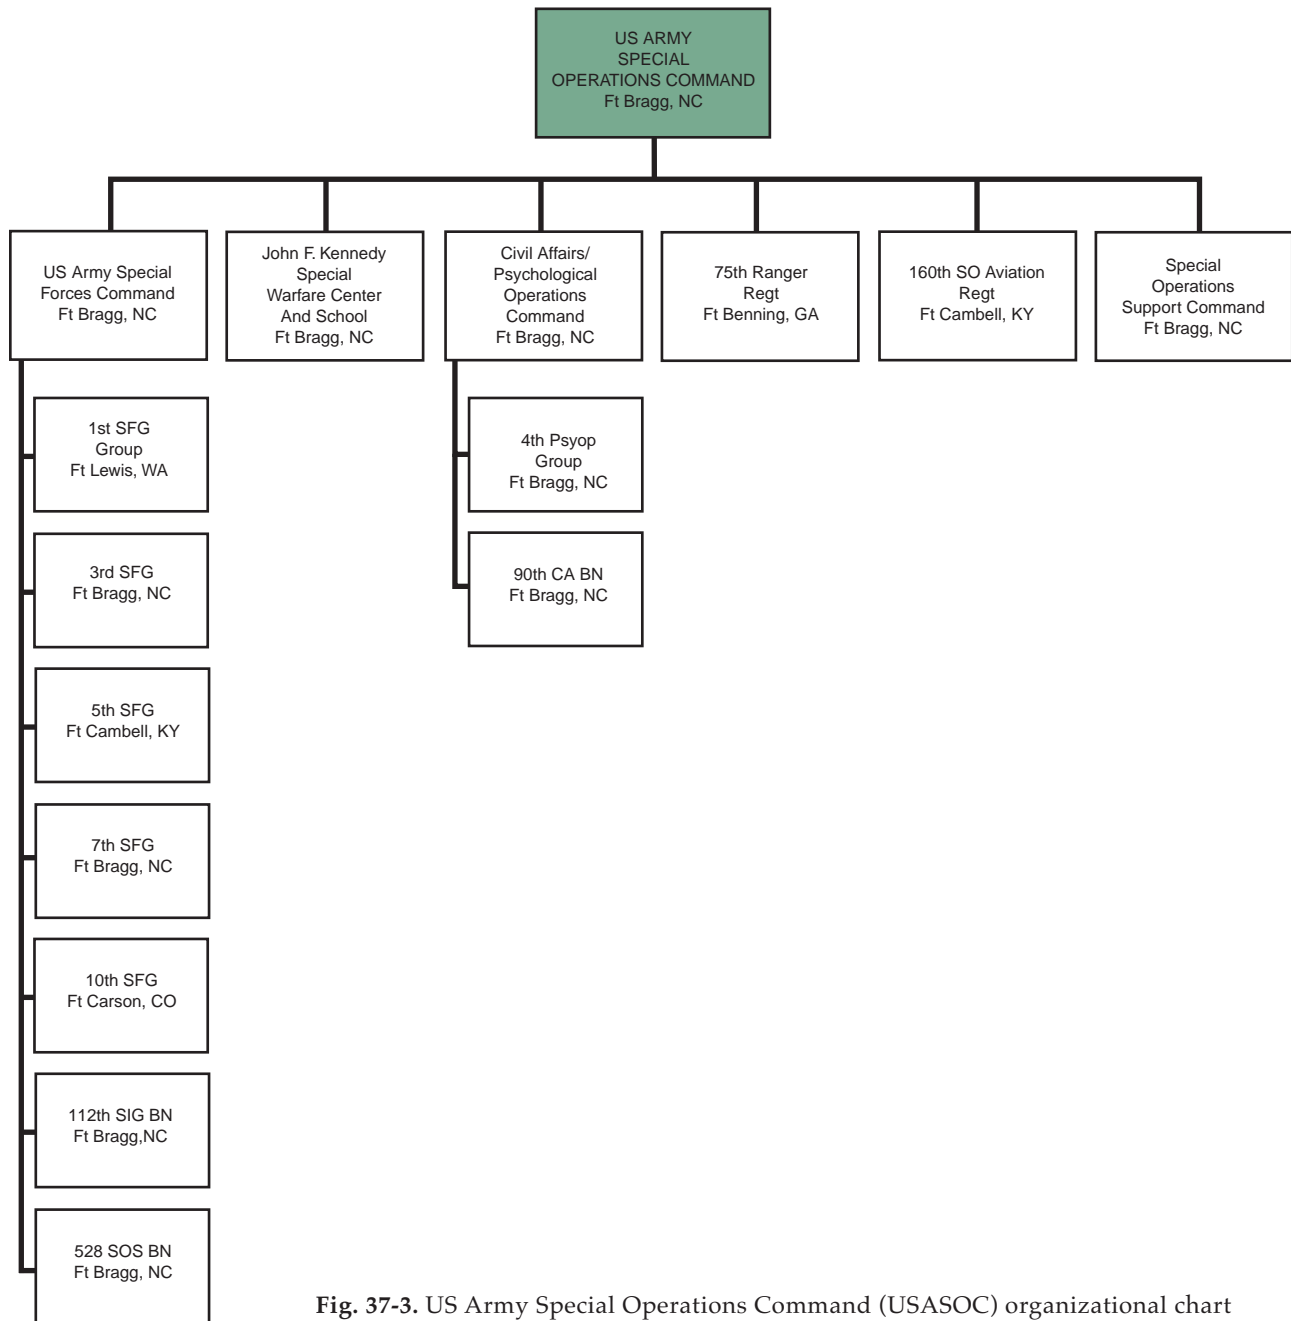 US ARMY
SPECIAL
OPERATIONS COMMAND
Ft Bragg, NC
US Army Special
Forces Command
Ft Bragg, NC
John F. Kennedy
Special
Warfare Center
And School
Ft Bragg, NC
Civil Affairs/
Psychological
Operations
Command
Ft Bragg, NC
75th Ranger
Regt
Ft Benning, GA
160th SO Aviation
Regt
Ft Cambell, KY
Special
Operations
Support Command
Ft Bragg, NC
1st SFG
Group
Ft Lewis, WA
3rd SFG
Ft Bragg, NC
5th SFG
Ft Cambell, KY
7th SFG
Ft Bragg, NC
10th SFG
Ft Carson, CO
112th SIG BN
Ft Bragg,NC
528 SOS BN
Ft Bragg, NC
4th Psyop
Group
Ft Bragg, NC
90th CA BN
Ft Bragg, NC
Fig. 37-3. US Army Special Operations Command (USASOC) organizational chart